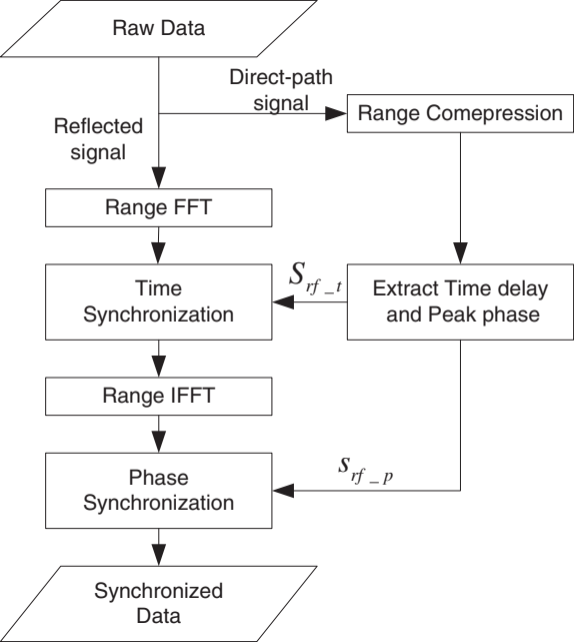 Raw Data
Direct-path
signal
Range Comepression
Reflected
signal
Range FFT
Time
Synchronization
S_rf_t
Extract Time delay
and Peak phase
Range IFFT
Phase
Synchronization
s_rf_p
Synchronized
Data